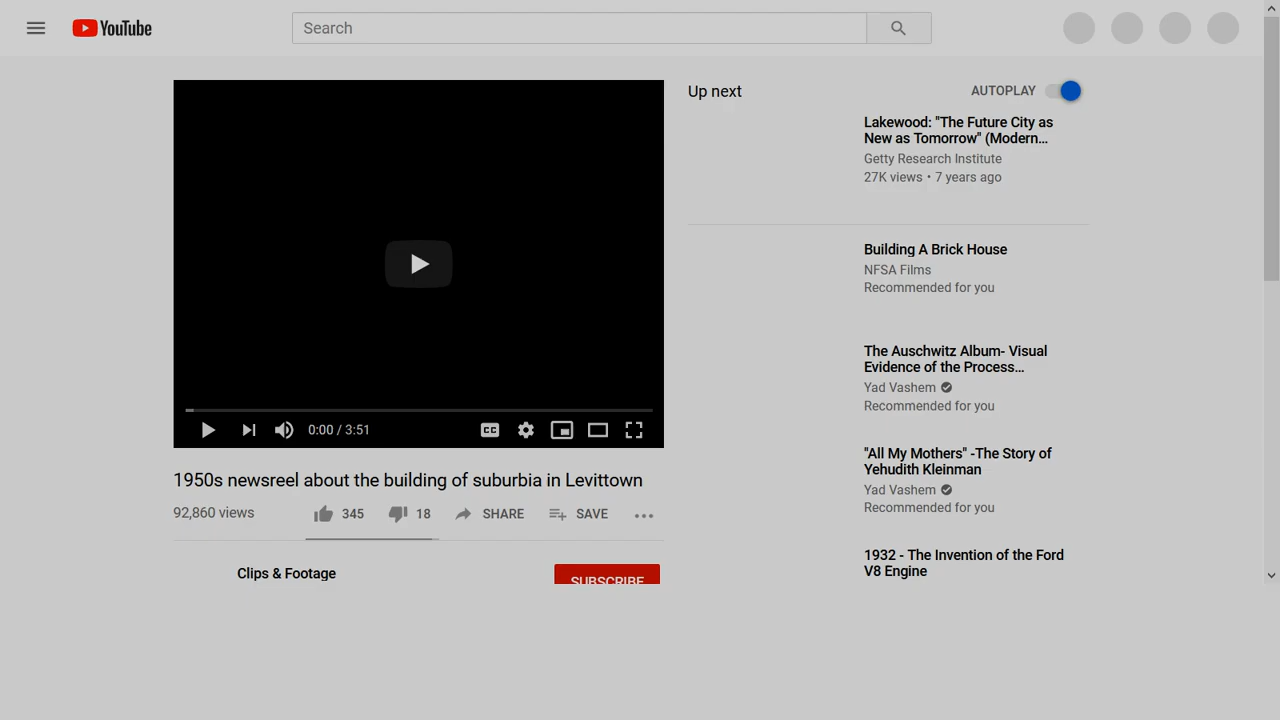 YouTube
Search
Up next
AUTOPLAY
Lakewood: "The Future City as
New as Tomorrow" (Modern...
Getty Research Institute
27K views • 7 years ago
Building A Brick House
NFSA Films
Recommended for you
The Auschwitz Album- Visual
Evidence of the Process...
Yad Vashem
Recommended for you
"All My Mothers" -The Story of
Yehudith Kleinman
Yad Vashem
Recommended for you
1932 - The Invention of the Ford
V8 Engine
0:00 / 3:51
CC
1950s newsreel about the building of suburbia in Levittown
92,860 views
345
18
SHARE
SAVE
Clips & Footage
SUBSCRIBE